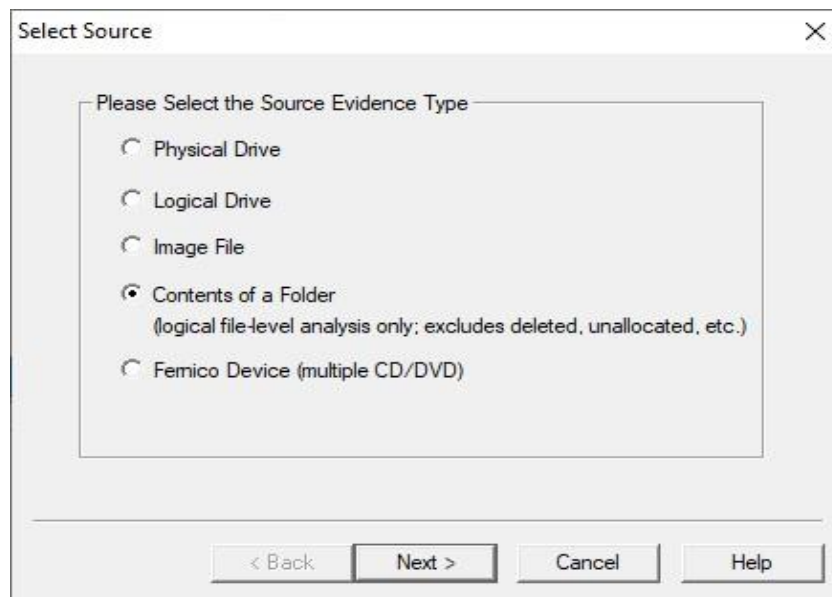 Select Source
Please Select the Source Evidence Type
Physical Drive
Logical Drive
Image File
Contents of a Folder
(logical file-level analysis only; excludes deleted, unallocated, etc.)
Fernico Device (multiple CD/DVD)
< Back Next > Cancel Help